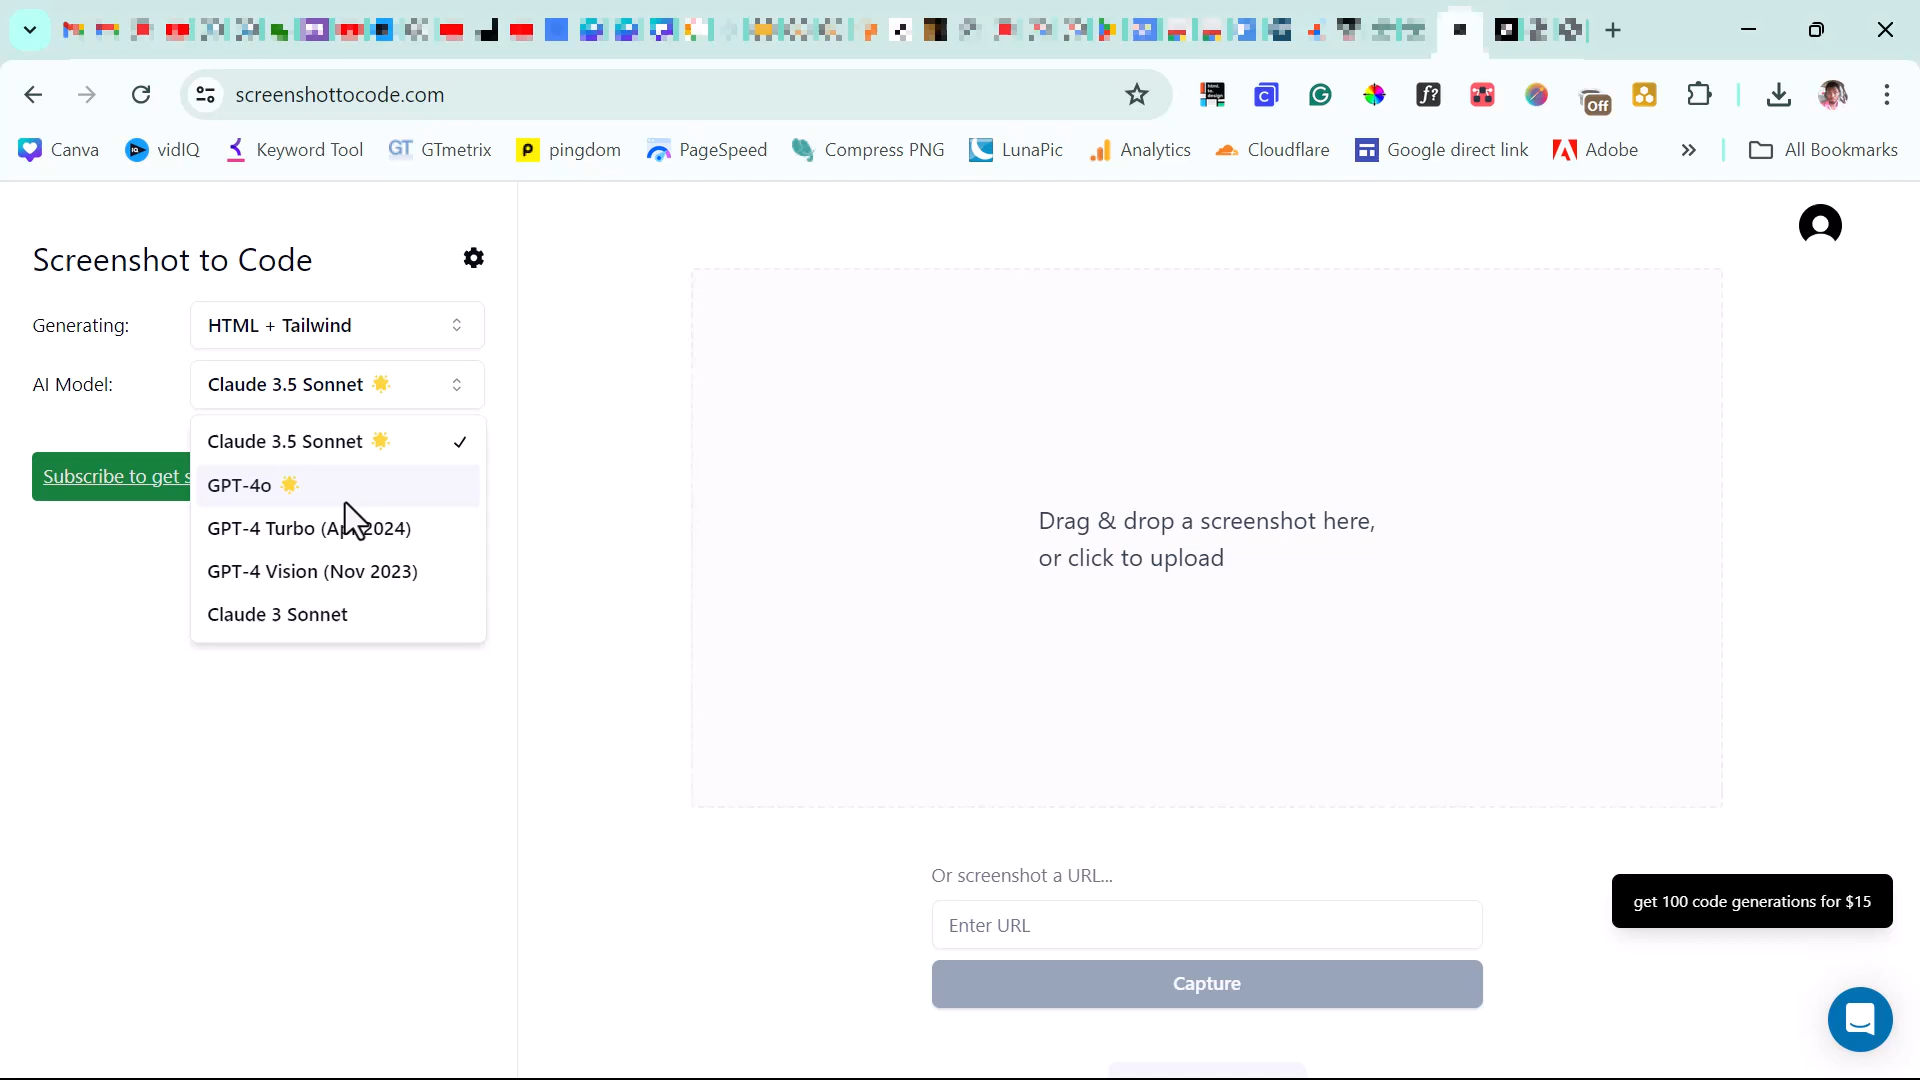 screenshottocode.com
Off
Canva
vidIQ
Keyword Tool
GT GTmetrix
p pingdom
PageSpeed
Compress PNG
LunaPic
Analytics
Cloudflare
Google direct link
Adobe
»
All Bookmarks
Screenshot to Code
Generating:
HTML + Tailwind
AI Model:
Claude 3.5 Sonnet 🌟
Claude 3.5 Sonnet 🌟
Subscribe to get
GPT-4o 🌟
GPT-4 Turbo 2024)
GPT-4 Vision (Nov 2023)
Claude 3 Sonnet
Drag & drop a screenshot here,
or click to upload
Or screenshot a URL...
Enter URL
Capture
get 100 code generations for $15